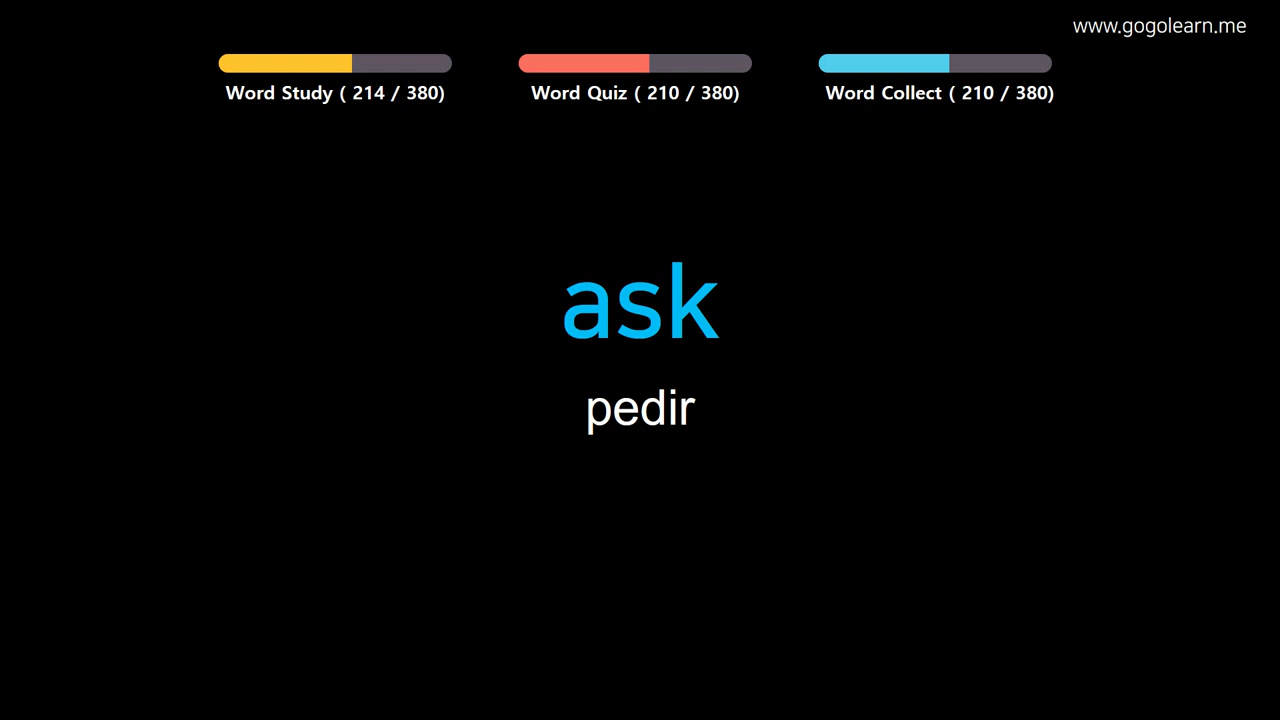 www.gogolearn.me
Word Study ( 214 / 380)
Word Quiz ( 210 / 380)
Word Collect ( 210 / 380)
ask
pedir